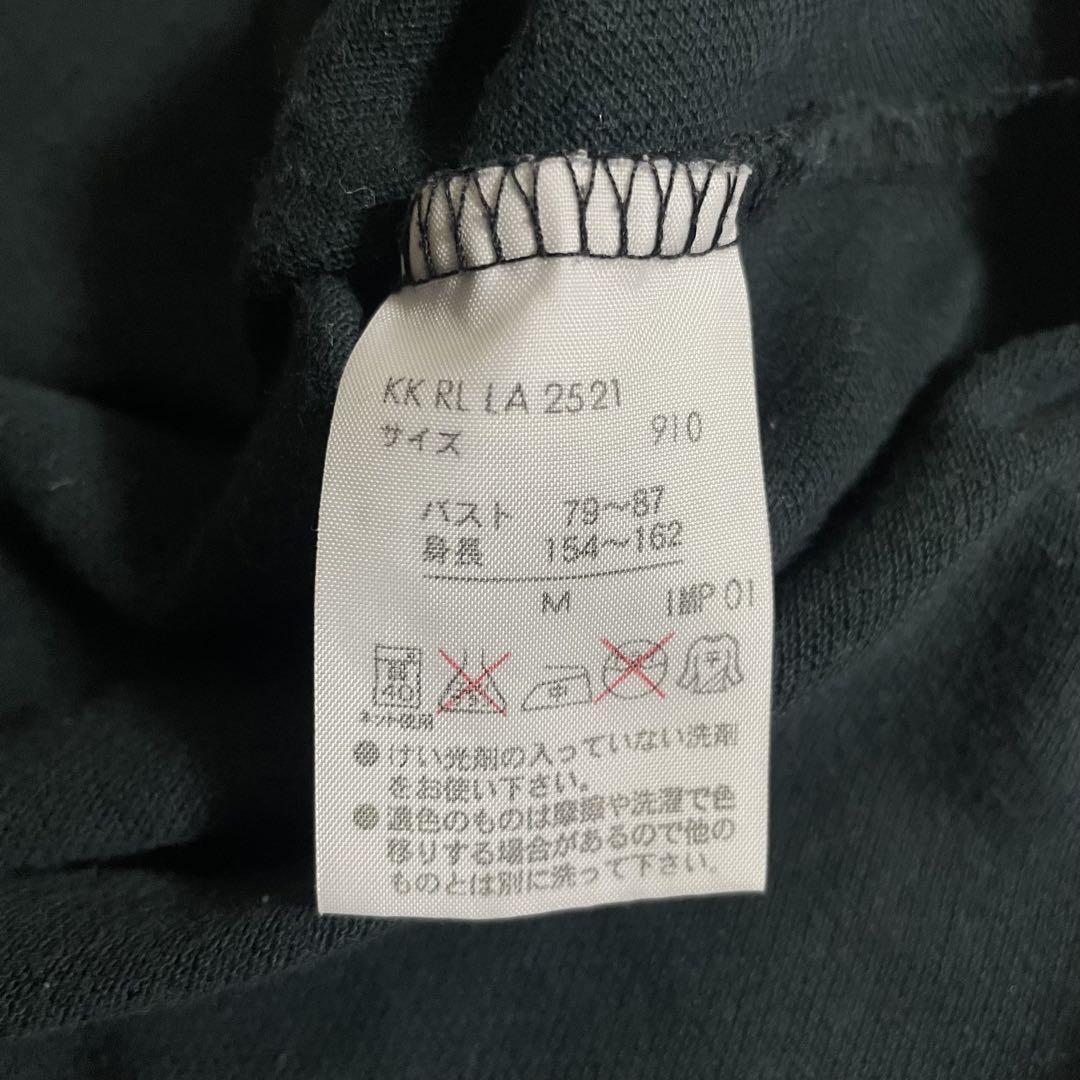 KK RL LA 2521
サイズ 910
バスト 79～87
身長 154～162
M IMP 01
40 中
ネット使用
●けい光剤の入っていない洗剤
をお使い下さい。
●濃色のものは摩擦や洗濯で色
移りする場合があるので他の
ものとは別に洗って下さい。